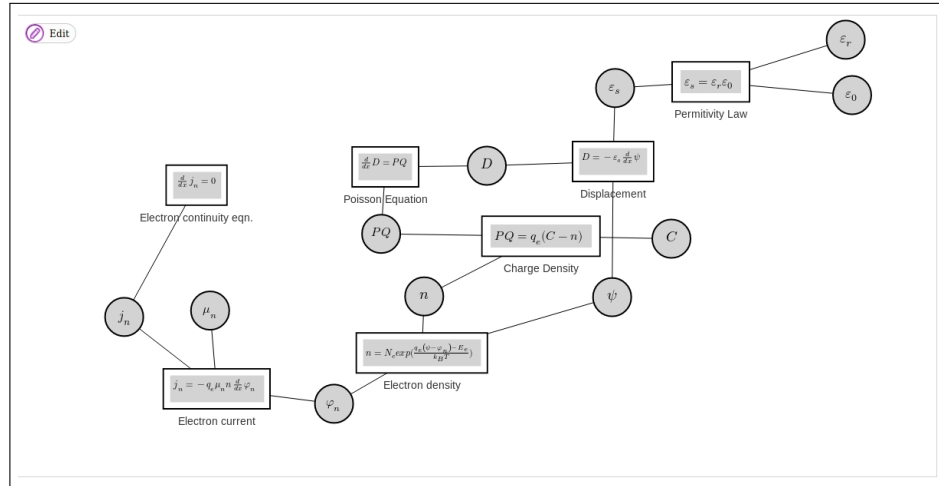 Edit
ε_r
ε_s
ε_s = ε_r ε_0
ε_0
Permitivity Law
d/dx D = PQ
D
D = −ε_s d/dx ψ
d/dx j_n = 0
Poisson Equation
Displacement
Electron continuity eqn.
PQ
PQ = q_e(C − n)
C
Charge Density
n
ψ
j_n
μ_n
n = N_c exp(q_e(ψ−φ_n)−E_c / k_B T)
Electron density
j_n = −q_e μ_n n d/dx φ_n
φ_n
Electron current